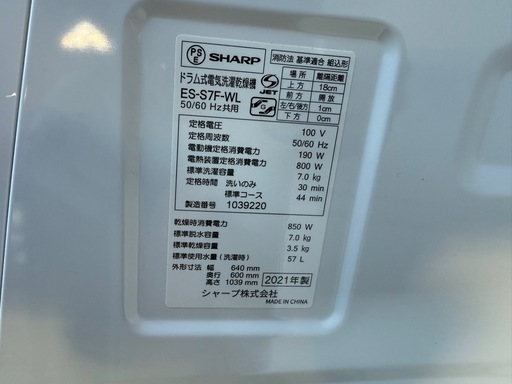 PS E SHARP
ドラム式電気洗濯乾燥機
ES-S7F-WL
50/60 Hz共用
JET
消防法 基準適合 組込形
場所 離隔距離
上方 18cm
前方 開放
左/右/後方 1cm
下方 0cm
定格電圧 100 V
定格周波数 50/60 Hz
電動機定格消費電力 190 W
電熱装置定格消費電力 800 W
標準洗濯容量 7.0 kg
定格時間 洗いのみ 30 min
標準コース 44 min
製造番号 1039220
乾燥時消費電力 850 W
標準脱水容量 7.0 kg
標準乾燥容量 3.5 kg
標準使用水量(洗濯時) 57 L
外形寸法 幅 640 mm
奥行 600 mm
高さ 1039 mm
2021年製
シャープ株式会社
MADE IN CHINA